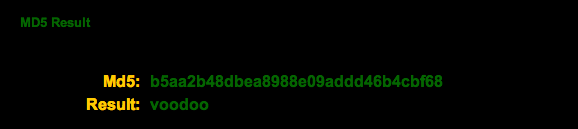 MD5 Result
Md5: b5aa2b48dbea8988e09addd46b4cbf68
Result: voodoo